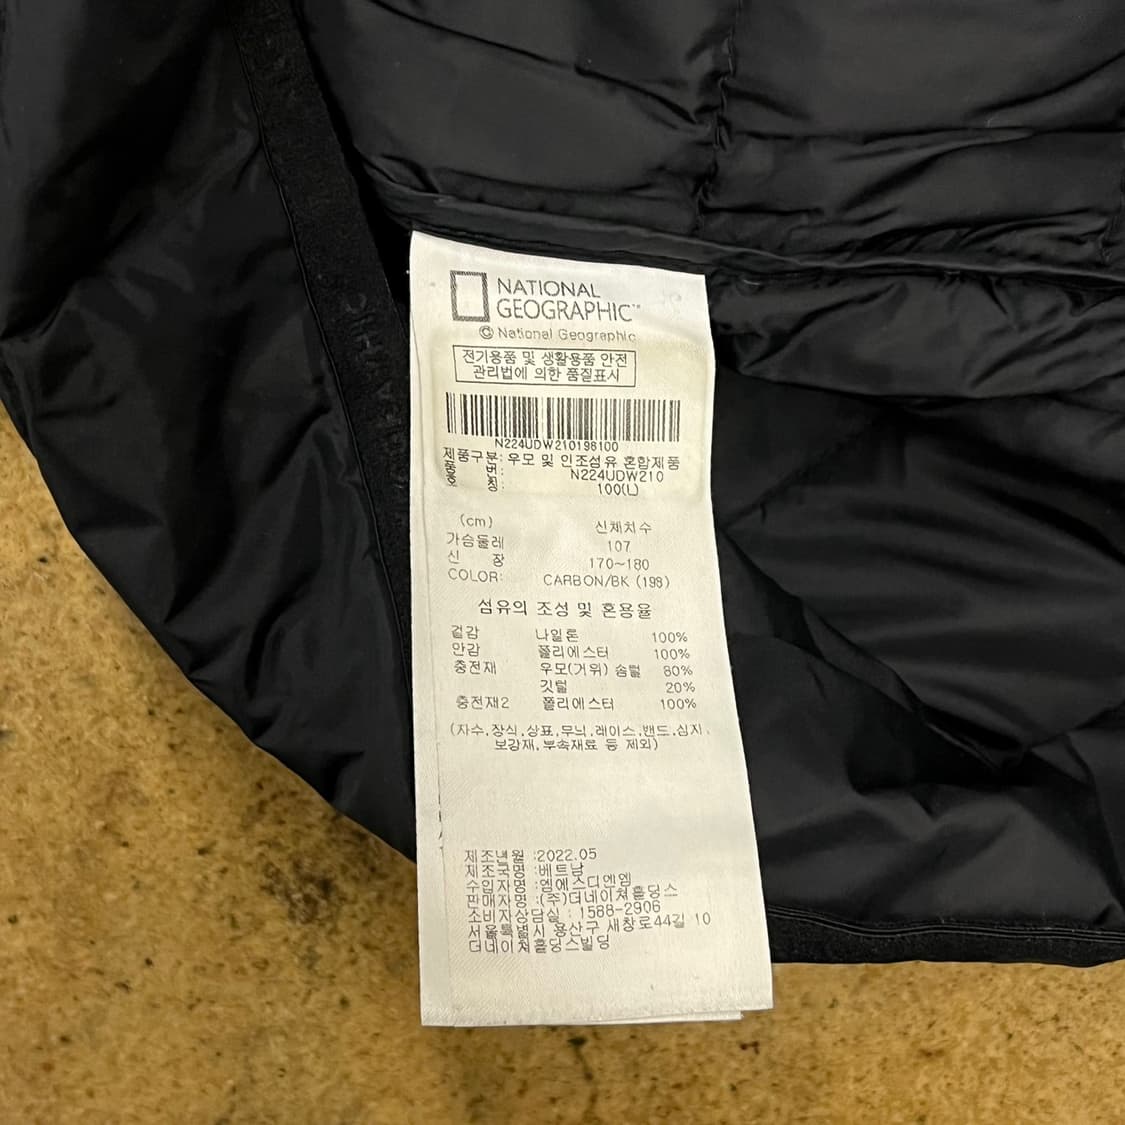 NATIONAL
GEOGRAPHIC™
© National Geographic
전기용품 및 생활용품 안전
관리법에 의한 품질표시
N224UDW210198100
제품구분: 우모 및 인조섬유 혼합제품
품 번: N224UDW210
호 칭: 100(L)
(cm) 신체치수
가슴둘레 107
신 장 170~180
COLOR: CARBON/BK (198)
섬유의 조성 및 혼용율
겉감 나일론 100%
안감 폴리에스터 100%
충전재 우모(거위) 솜털 80%
깃털 20%
충전재2 폴리에스터 100%
(자수,장식,상표,무늬,레이스,밴드,심지,
보강재,부속재료 등 제외)
제조년월 :2022.05
제조국명 :베트남
수입자명 :엠에스디엔엠
판매자명 :(주)더네이쳐홀딩스
소비자상담실 : 1588-2906
서울특별시 용산구 새창로44길 10
더네이쳐홀딩스빌딩